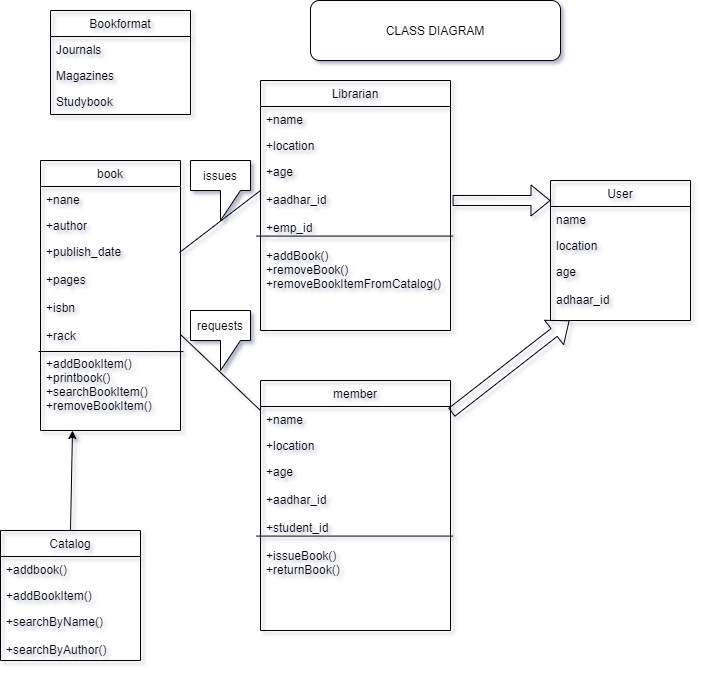 Bookformat
Journals
Magazines
Studybook
CLASS DIAGRAM
Librarian
+name
+location
+age
+aadhar_id
+emp_id
+addBook()
+removeBook()
+removeBookItemFromCatalog()
book
+nane
+author
+publish_date
+pages
+isbn
+rack
+addBookItem()
+printbook()
+searchBookItem()
+removeBookItem()
issues
requests
User
name
location
age
adhaar_id
member
+name
+location
+age
+aadhar_id
+student_id
+issueBook()
+returnBook()
Catalog
+addbook()
+addBookItem()
+searchByName()
+searchByAuthor()